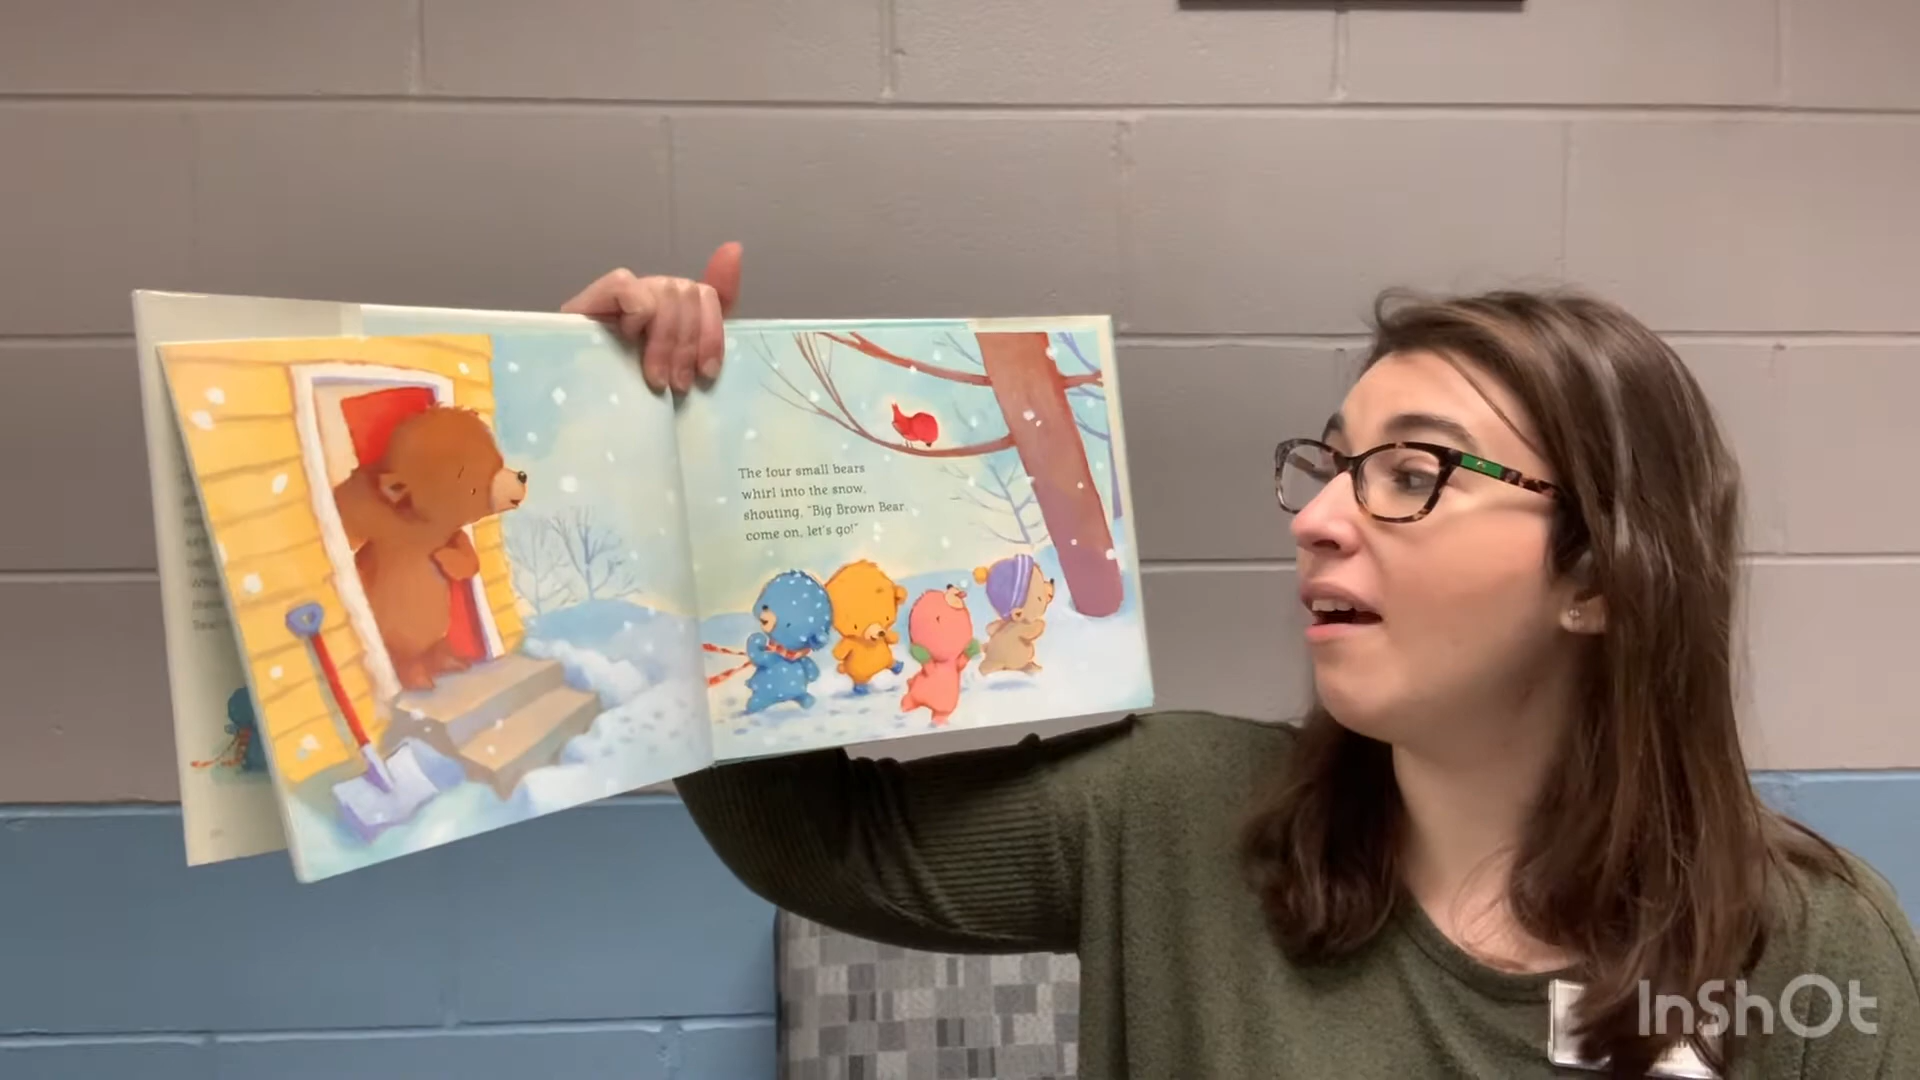 The four small bears
whirl into the snow,
shouting, "Big Brown Bear,
come on, let's go!"
InShOt